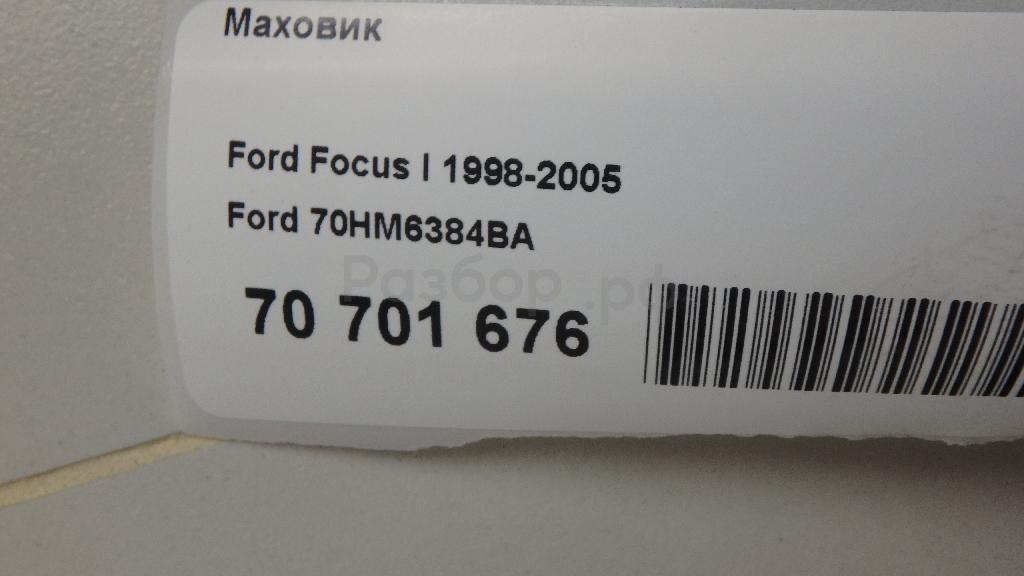 Маховик
Ford Focus I 1998-2005
Ford 70HM6384BA
Разбор.рф
70 701 676